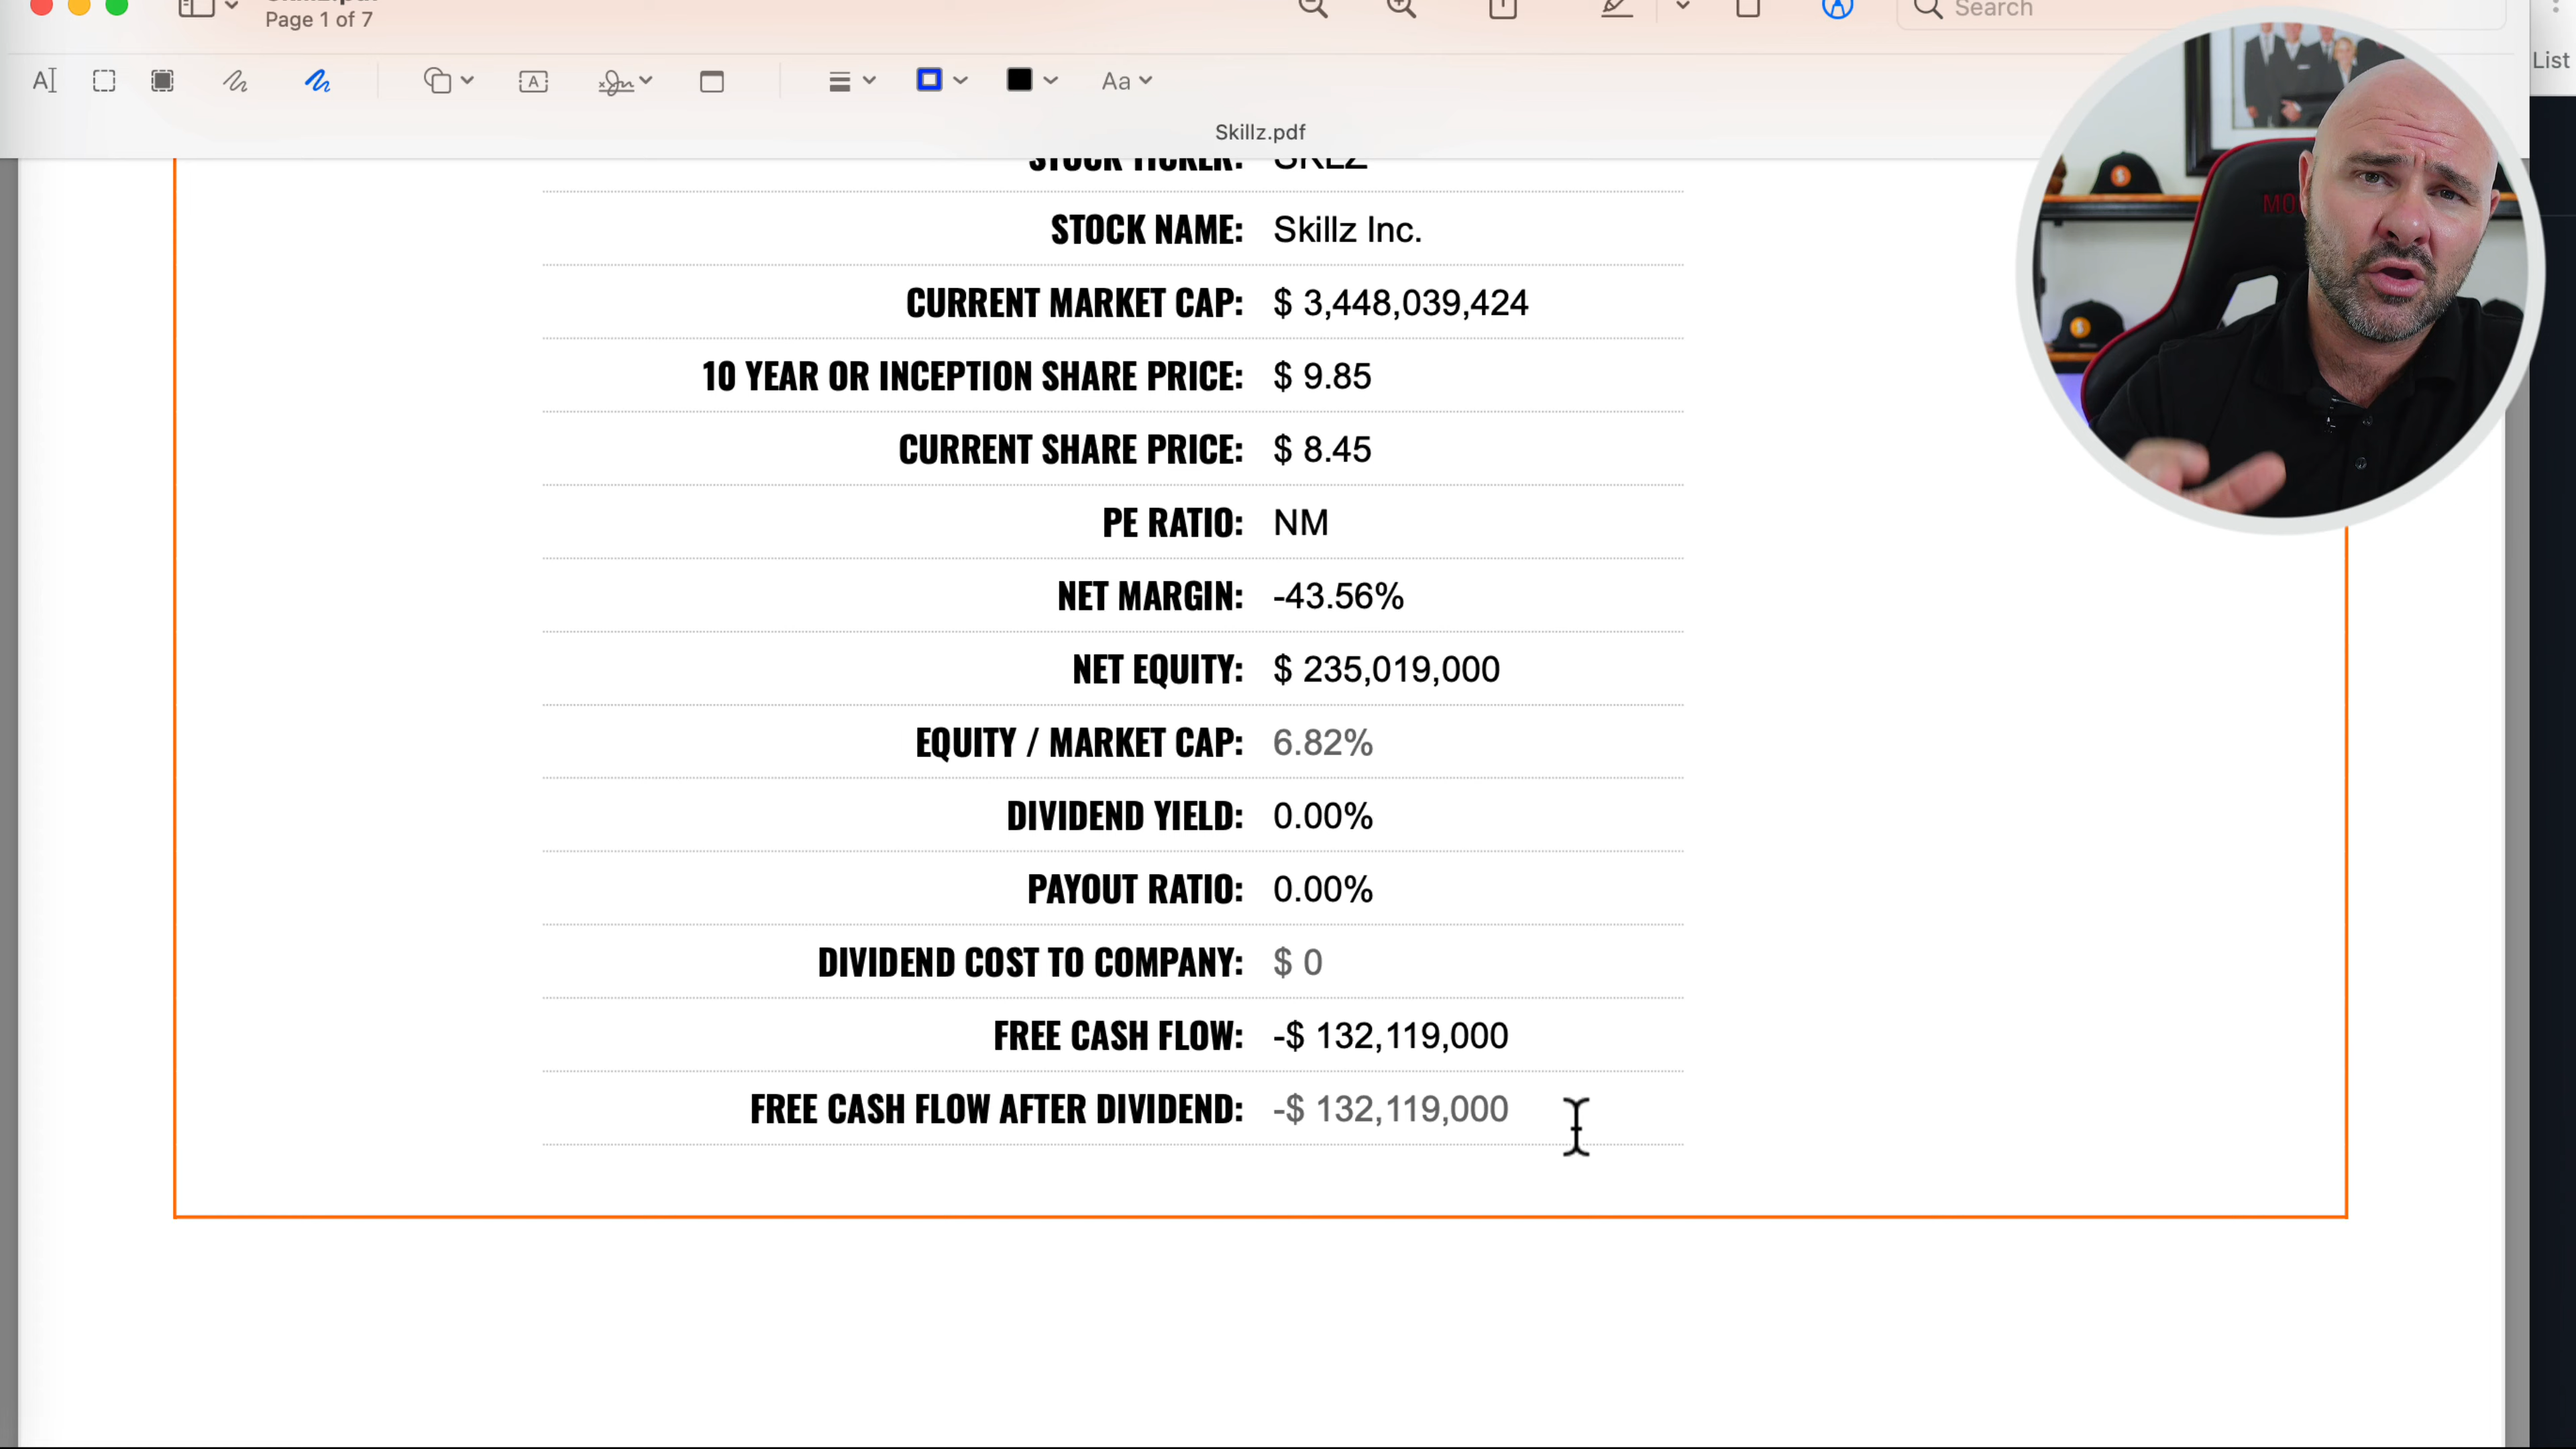 Page 1 of 7
Search
List
Aa
Skillz.pdf
STOCK TICKER: SKLZ
STOCK NAME: Skillz Inc.
CURRENT MARKET CAP: $ 3,448,039,424
10 YEAR OR INCEPTION SHARE PRICE: $ 9.85
CURRENT SHARE PRICE: $ 8.45
PE RATIO: NM
NET MARGIN: -43.56%
NET EQUITY: $ 235,019,000
EQUITY / MARKET CAP: 6.82%
DIVIDEND YIELD: 0.00%
PAYOUT RATIO: 0.00%
DIVIDEND COST TO COMPANY: $ 0
FREE CASH FLOW: -$ 132,119,000
FREE CASH FLOW AFTER DIVIDEND: -$ 132,119,000